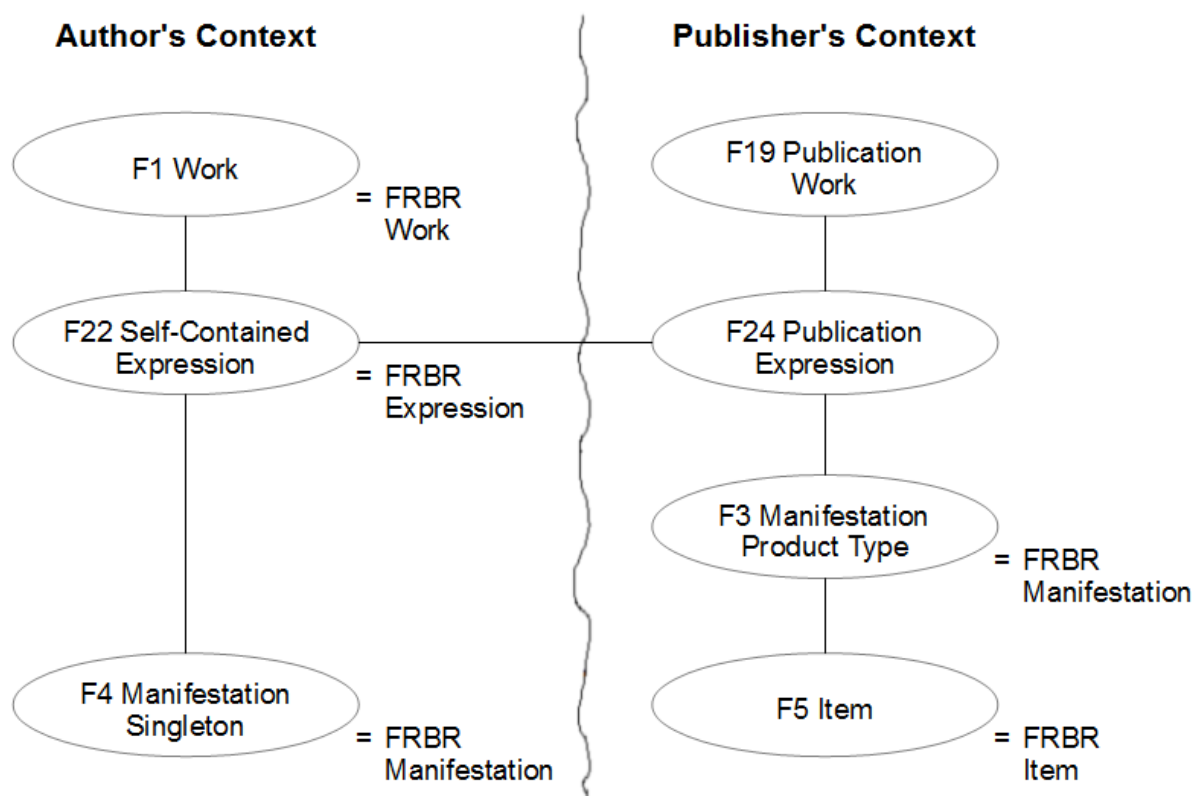 Author's Context
Publisher's Context
F1 Work
= FRBR
Work
F19 Publication
Work
F22 Self-Contained
Expression
= FRBR
Expression
F24 Publication
Expression
F3 Manifestation
Product Type
= FRBR
Manifestation
F4 Manifestation
Singleton
= FRBR
Manifestation
F5 Item
= FRBR
Item